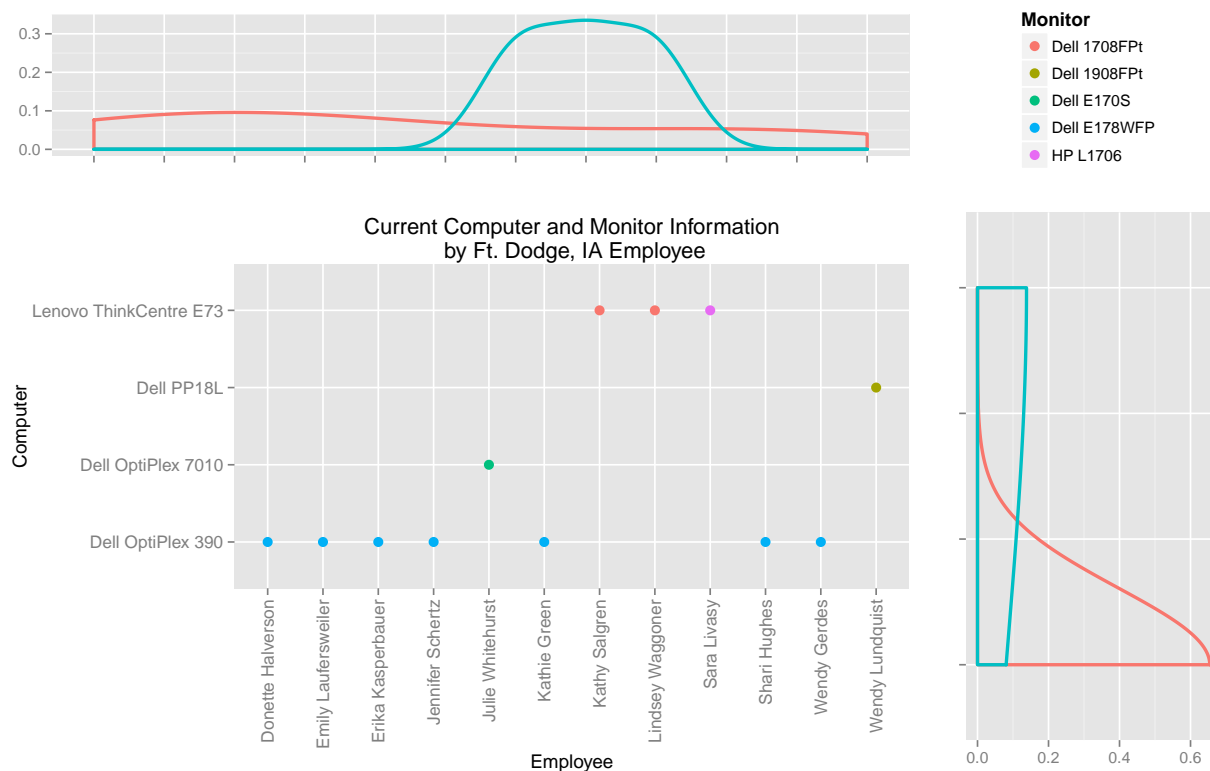 0.3
0.2
0.1
0.0
Monitor
Dell 1708FPt
Dell 1908FPt
Dell E170S
Dell E178WFP
HP L1706
Current Computer and Monitor Information
by Ft. Dodge, IA Employee
Computer
Lenovo ThinkCentre E73
Dell PP18L
Dell OptiPlex 7010
Dell OptiPlex 390
Donette Halverson
Emily Laufersweiler
Erika Kasperbauer
Jennifer Schertz
Julie Whitehurst
Kathie Green
Kathy Salgren
Lindsey Waggoner
Sara Livasy
Shari Hughes
Wendy Gerdes
Wendy Lundquist
Employee
0.0
0.2
0.4
0.6